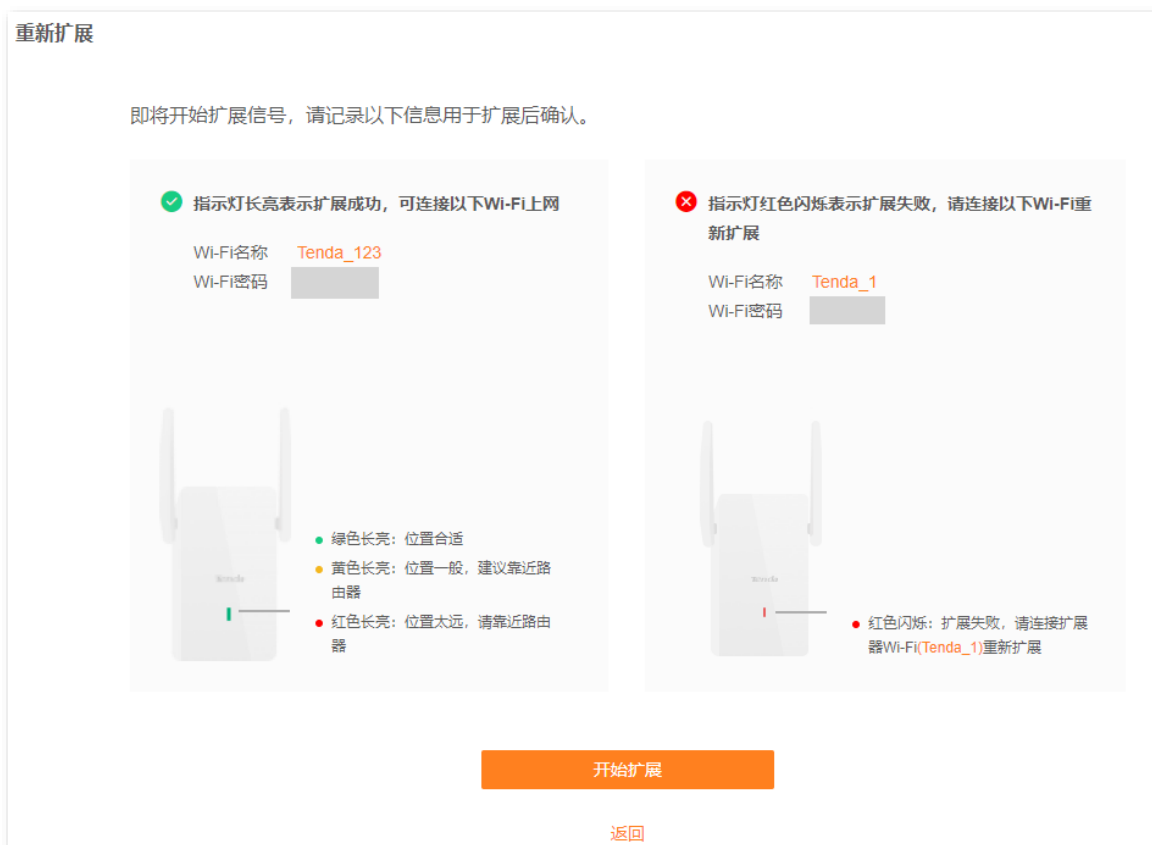 重新扩展
即将开始扩展信号，请记录以下信息用于扩展后确认。
指示灯长亮表示扩展成功，可连接以下Wi-Fi上网
Wi-Fi名称 Tenda_123
Wi-Fi密码
Tenda
绿色长亮：位置合适
黄色长亮：位置一般，建议靠近路
由器
红色长亮：位置太远，请靠近路由
器
指示灯红色闪烁表示扩展失败，请连接以下Wi-Fi重
新扩展
Wi-Fi名称 Tenda_1
Wi-Fi密码
Tenda
红色闪烁：扩展失败，请连接扩展
器Wi-Fi(Tenda_1)重新扩展
开始扩展
返回